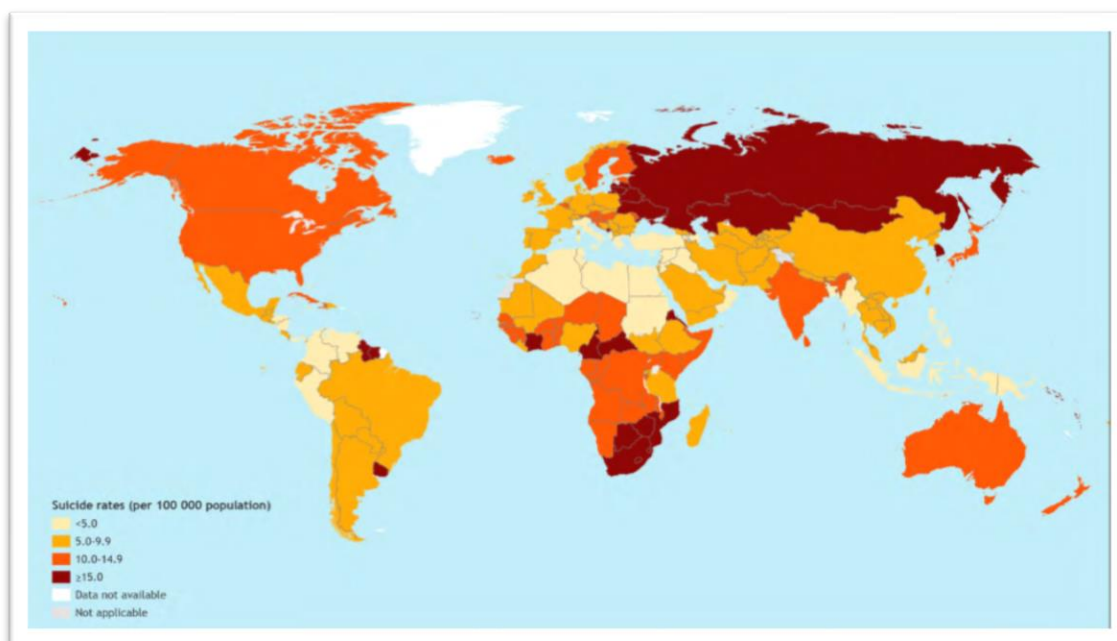 Suicide rates (per 100 000 population)
<5.0
5.0-9.9
10.0-14.9
≥15.0
Data not available
Not applicable